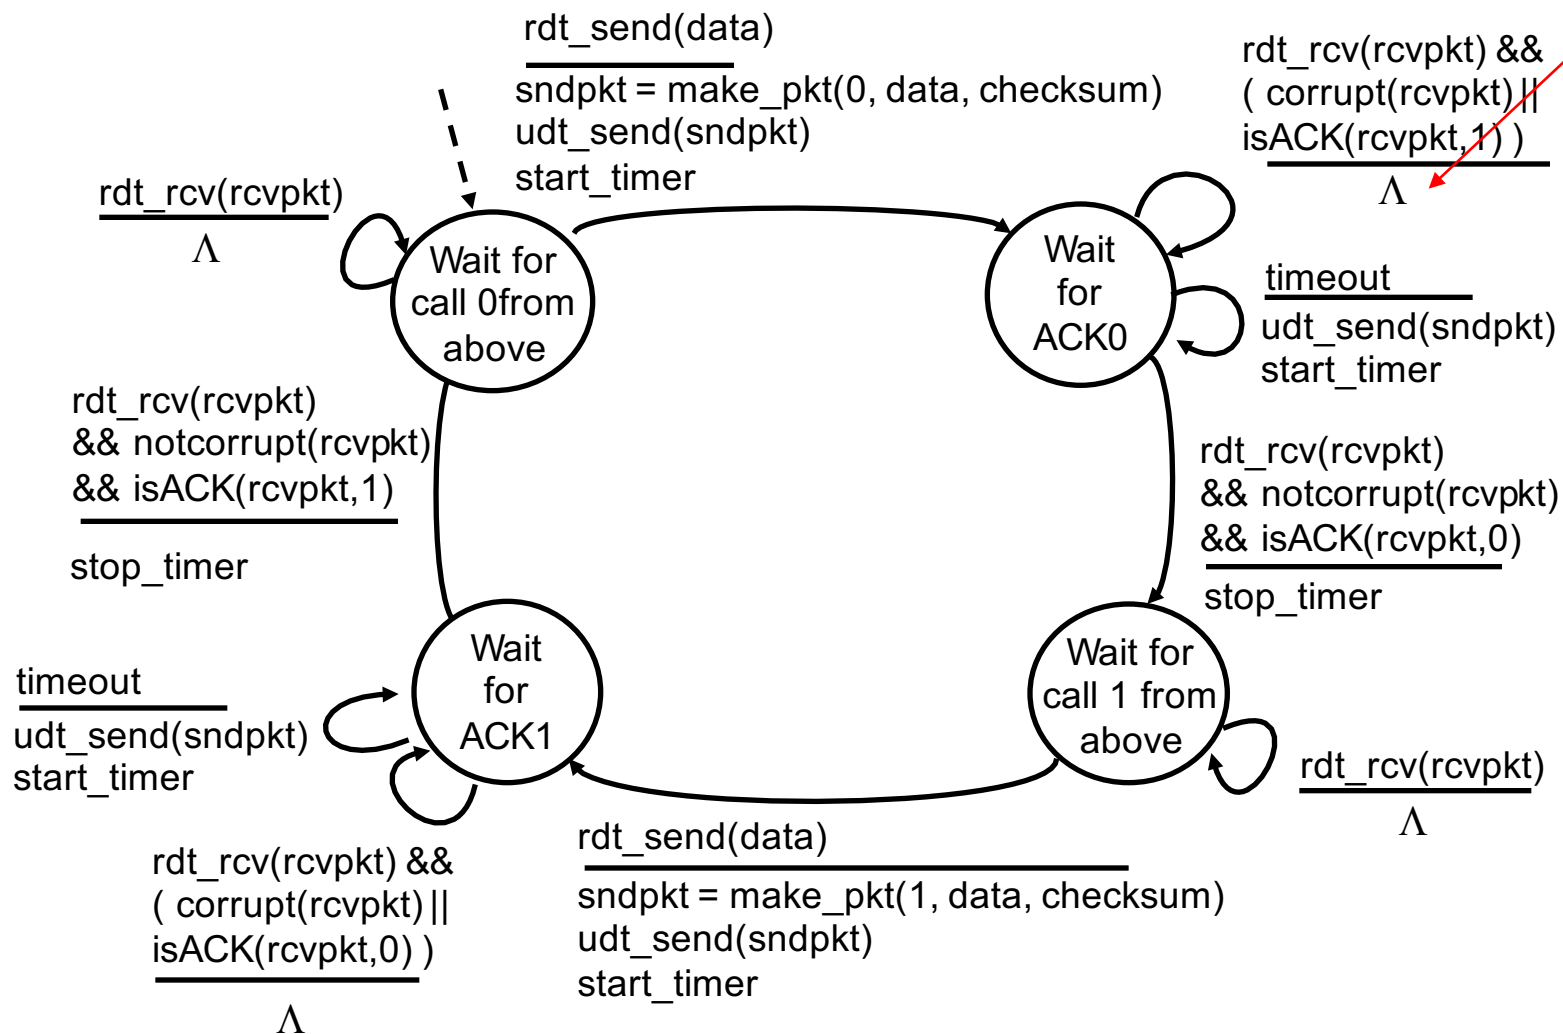 rdt_send(data)
sndpkt = make_pkt(0, data, checksum)
udt_send(sndpkt)
start_timer
rdt_rcv(rcvpkt) &&
( corrupt(rcvpkt) ||
isACK(rcvpkt,1) )
Λ
rdt_rcv(rcvpkt)
Λ
Wait for
call 0from
above
Wait
for
ACK0
timeout
udt_send(sndpkt)
start_timer
rdt_rcv(rcvpkt)
&& notcorrupt(rcvpkt)
&& isACK(rcvpkt,1)
stop_timer
rdt_rcv(rcvpkt)
&& notcorrupt(rcvpkt)
&& isACK(rcvpkt,0)
stop_timer
Wait
for
ACK1
Wait for
call 1 from
above
timeout
udt_send(sndpkt)
start_timer
rdt_rcv(rcvpkt)
Λ
rdt_rcv(rcvpkt) &&
( corrupt(rcvpkt) ||
isACK(rcvpkt,0) )
Λ
rdt_send(data)
sndpkt = make_pkt(1, data, checksum)
udt_send(sndpkt)
start_timer